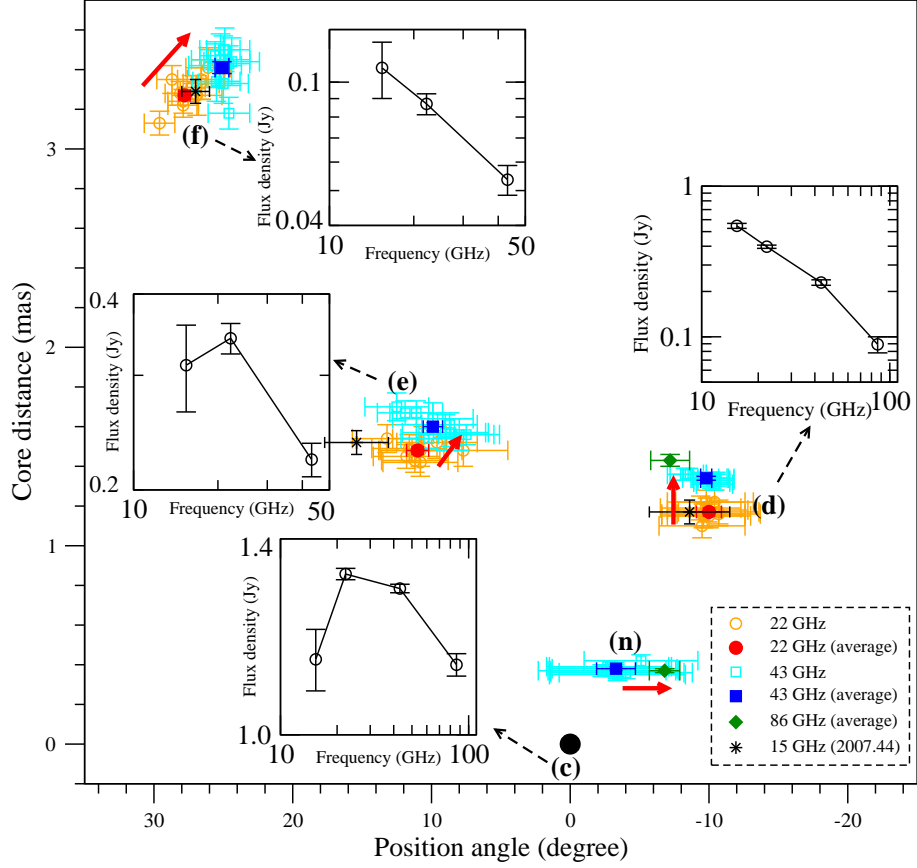 Core distance (mas)
3
2
1
0
30
20
10
0
-10
-20
Position angle (degree)
(f)
0.1
0.04
Flux density (Jy)
10
50
Frequency (GHz)
1
0.1
Flux density (Jy)
10
100
Frequency (GHz)
(d)
0.4
0.2
Flux density (Jy)
10
50
Frequency (GHz)
(e)
1.4
1.0
Flux density (Jy)
10
100
Frequency (GHz)
(c)
(n)
22 GHz
22 GHz (average)
43 GHz
43 GHz (average)
86 GHz (average)
15 GHz (2007.44)